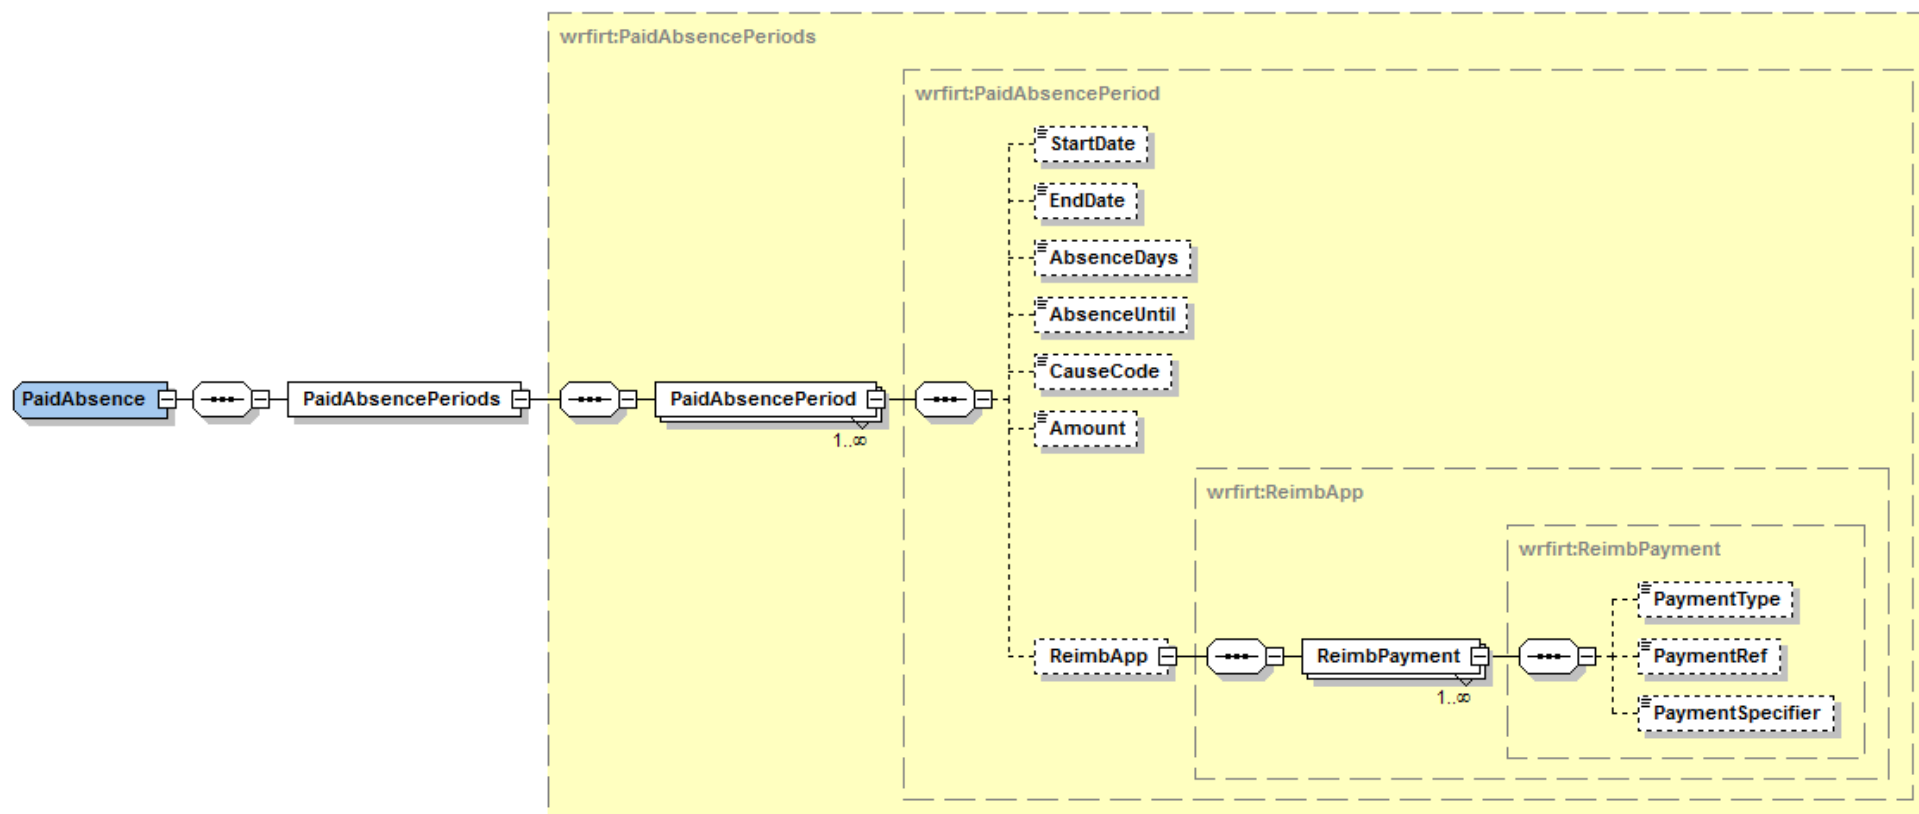 wrfirt:PaidAbsencePeriods
wrfirt:PaidAbsencePeriod
StartDate
EndDate
AbsenceDays
AbsenceUntil
CauseCode
PaidAbsence
PaidAbsencePeriods
PaidAbsencePeriod
1..∞
Amount
wrfirt:ReimbApp
wrfirt:ReimbPayment
PaymentType
ReimbApp
ReimbPayment
1..∞
PaymentRef
PaymentSpecifier